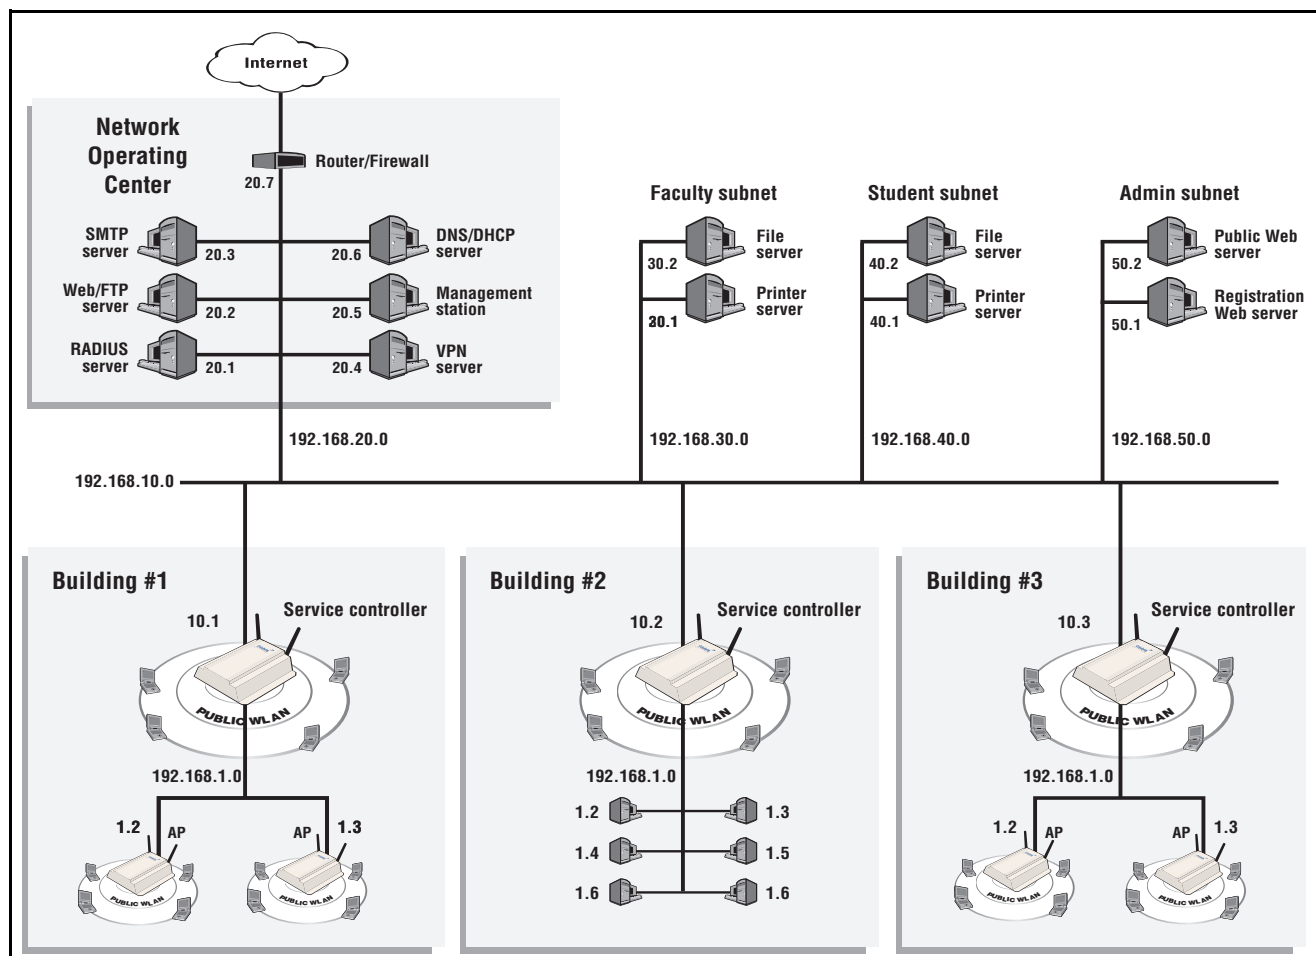 Internet
Network
Operating
Center
Router/Firewall
20.7
SMTP
server
20.3
DNS/DHCP
server
20.6
Web/FTP
server
20.2
Management
station
20.5
RADIUS
server
20.1
VPN
server
20.4
Faculty subnet
File
server
30.2
Printer
server
Student subnet
File
server
40.2
Printer
server
40.1
Admin subnet
Public Web
server
50.2
Registration
Web server
50.1
192.168.20.0
192.168.30.0
192.168.40.0
192.168.50.0
192.168.10.0
Building #1
Service controller
10.1
PUBLIC WLAN
192.168.1.0
1.2
AP
PUBLIC WLAN
AP
1.3
PUBLIC WLAN
Building #2
Service controller
10.2
PUBLIC WLAN
192.168.1.0
1.2
1.3
1.4
1.5
1.6
1.6
Building #3
Service controller
10.3
PUBLIC WLAN
192.168.1.0
1.2
AP
PUBLIC WLAN
AP
1.3
PUBLIC WLAN